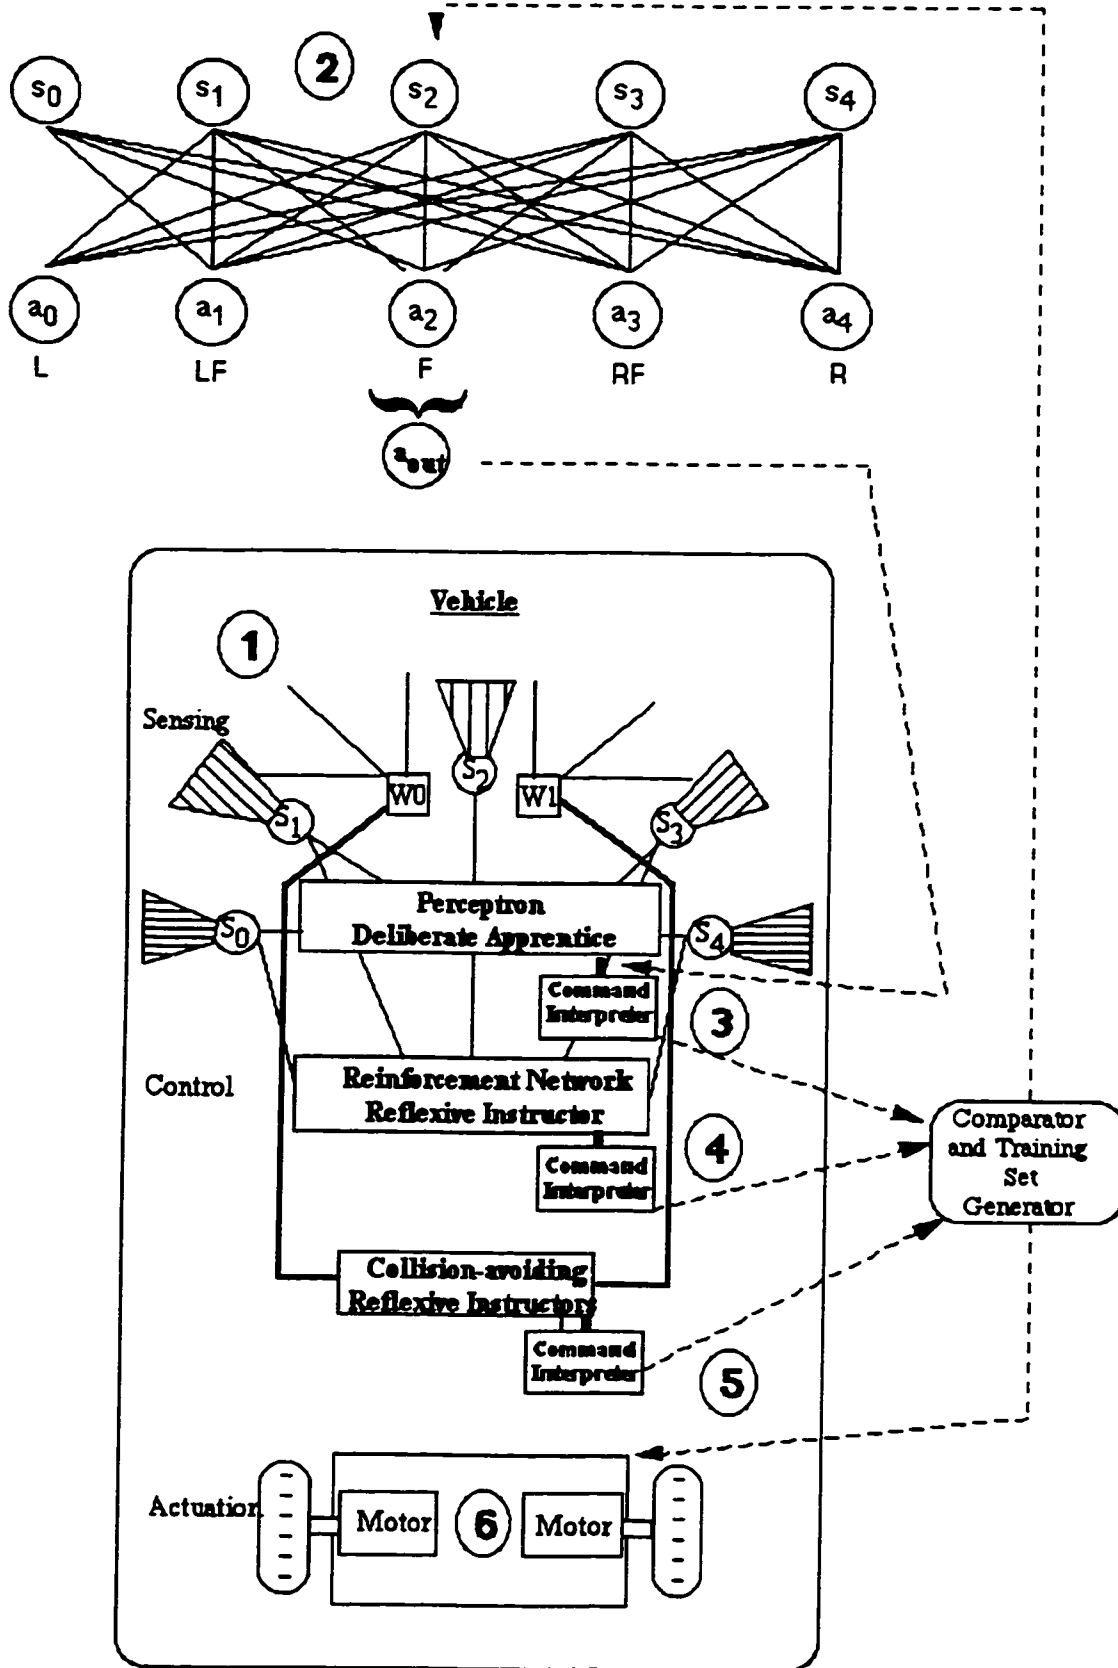 2
s0 s1 s2 s3 s4
a0 a1 a2 a3 a4
L LF F RF R
aout
Vehicle
1
Sensing
W0 S2 W1
S1 S3
Perceptron
Deliberate Apprentice
S0 S4
Command
Interpreter
3
Control
Reinforcement Network
Reflexive Instructor
4
Command
Interpreter
Comparator
and Training
Set
Generator
Collision-avoiding
Reflexive Instructors
Command
Interpreter
5
Actuation
Motor 6 Motor